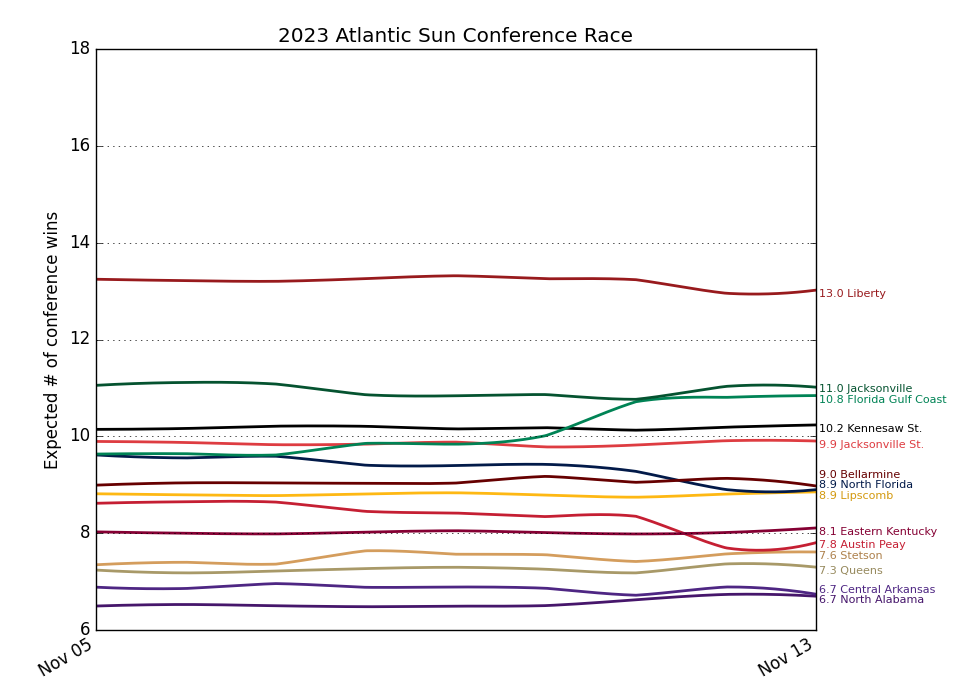 2023 Atlantic Sun Conference Race
Expected # of conference wins
18
16
14
12
10
8
6
Nov 05
Nov 13
13.0 Liberty
11.0 Jacksonville
10.8 Florida Gulf Coast
10.2 Kennesaw St.
9.9 Jacksonville St.
9.0 Bellarmine
8.9 North Florida
8.9 Lipscomb
8.1 Eastern Kentucky
7.8 Austin Peay
7.6 Stetson
7.3 Queens
6.7 Central Arkansas
6.7 North Alabama